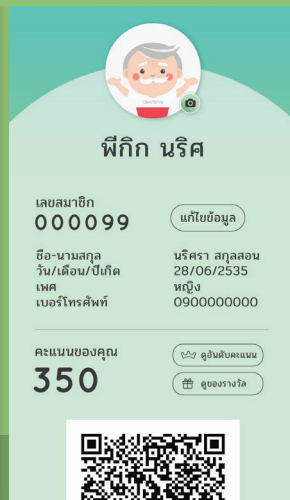 พีกิก นริศ
เลขสมาชิก
000099
แก้ไขข้อมูล
ชื่อ-นามสกุล นริศรา สกุลสอน
วัน/เดือน/ปีเกิด 28/06/2535
เพศ หญิง
เบอร์โทรศัพท์ 0900000000
คะแนนของคุณ
350
ดูอันดับคะแนน
ดูของรางวัล